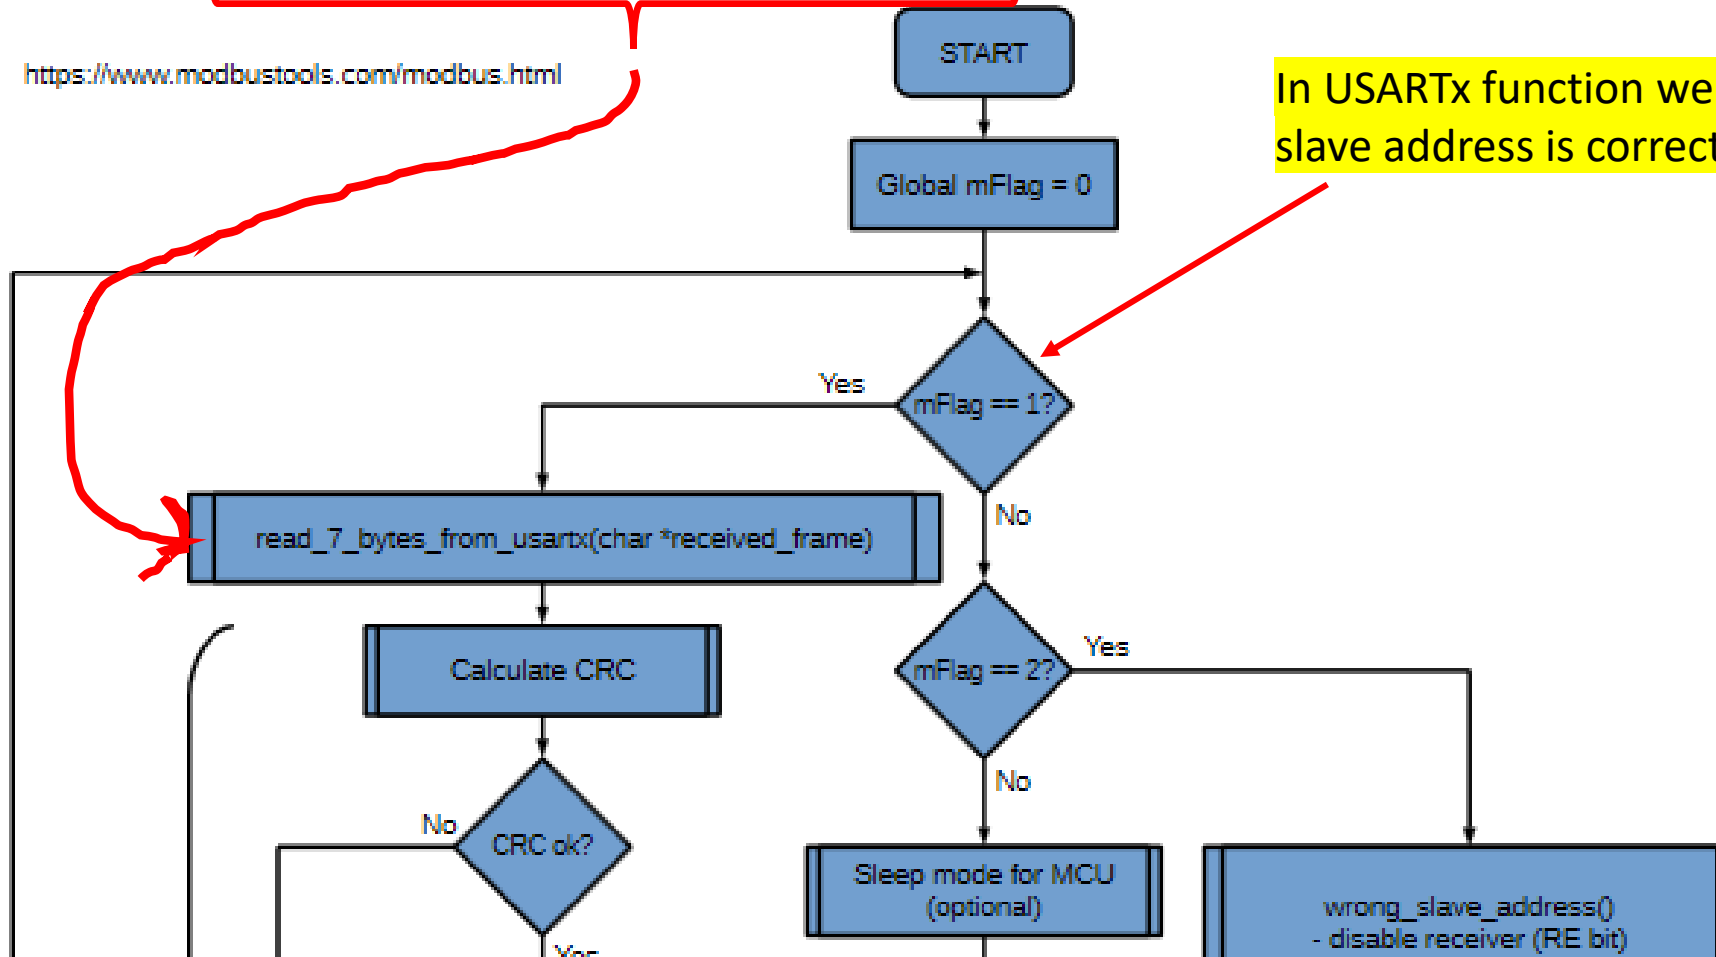 START
https://www.modbustools.com/modbus.html
In USARTx function we
slave address is correct
Global mFlag = 0
Yes
mFlag == 1?
No
read_7_bytes_from_usartx(char *received_frame)
Yes
Calculate CRC
mFlag == 2?
No
No
CRC ok?
Sleep mode for MCU
(optional)
wrong_slave_address()
- disable receiver (RE bit)
Yes